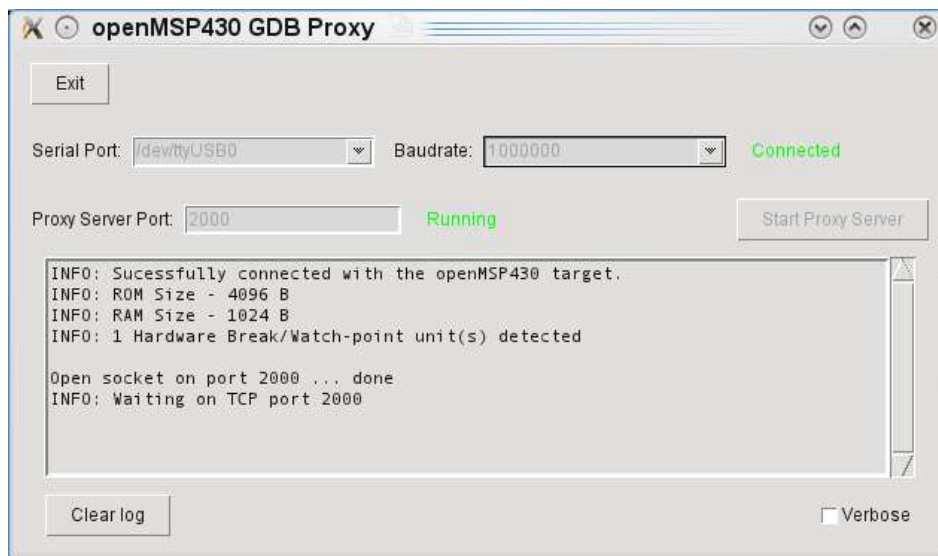 openMSP430 GDB Proxy
Exit
Serial Port: /dev/ttyUSB0 Baudrate: 1000000 Connected
Proxy Server Port: 2000 Running Start Proxy Server
INFO: Sucessfully connected with the openMSP430 target.
INFO: ROM Size - 4096 B
INFO: RAM Size - 1024 B
INFO: 1 Hardware Break/Watch-point unit(s) detected
Open socket on port 2000 ... done
INFO: Waiting on TCP port 2000
Clear log Verbose